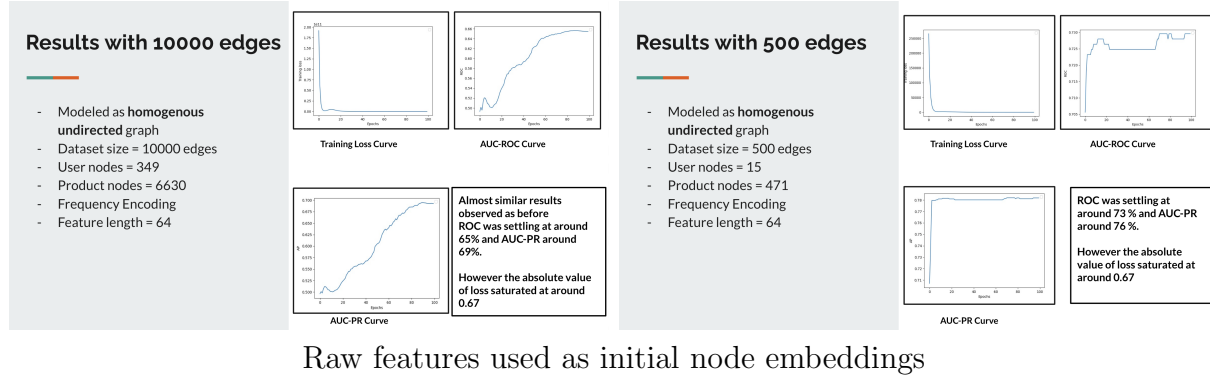 Results with 10000 edges
- Modeled as homogenous
undirected graph
- Dataset size = 10000 edges
- User nodes = 349
- Product nodes = 6630
- Frequency Encoding
- Feature length = 64
Training Loss Curve
AUC-ROC Curve
AUC-PR Curve
Almost similar results
observed as before
ROC was settling at around
65% and AUC-PR around
69%.
However the absolute value
of loss saturated at around
0.67
Results with 500 edges
- Modeled as homogenous
undirected graph
- Dataset size = 500 edges
- User nodes = 15
- Product nodes = 471
- Frequency Encoding
- Feature length = 64
Training Loss Curve
AUC-ROC Curve
AUC-PR Curve
ROC was settling at
around 73 % and AUC-PR
around 76 %.
However the absolute
value of loss saturated at
around 0.67
Raw features used as initial node embeddings